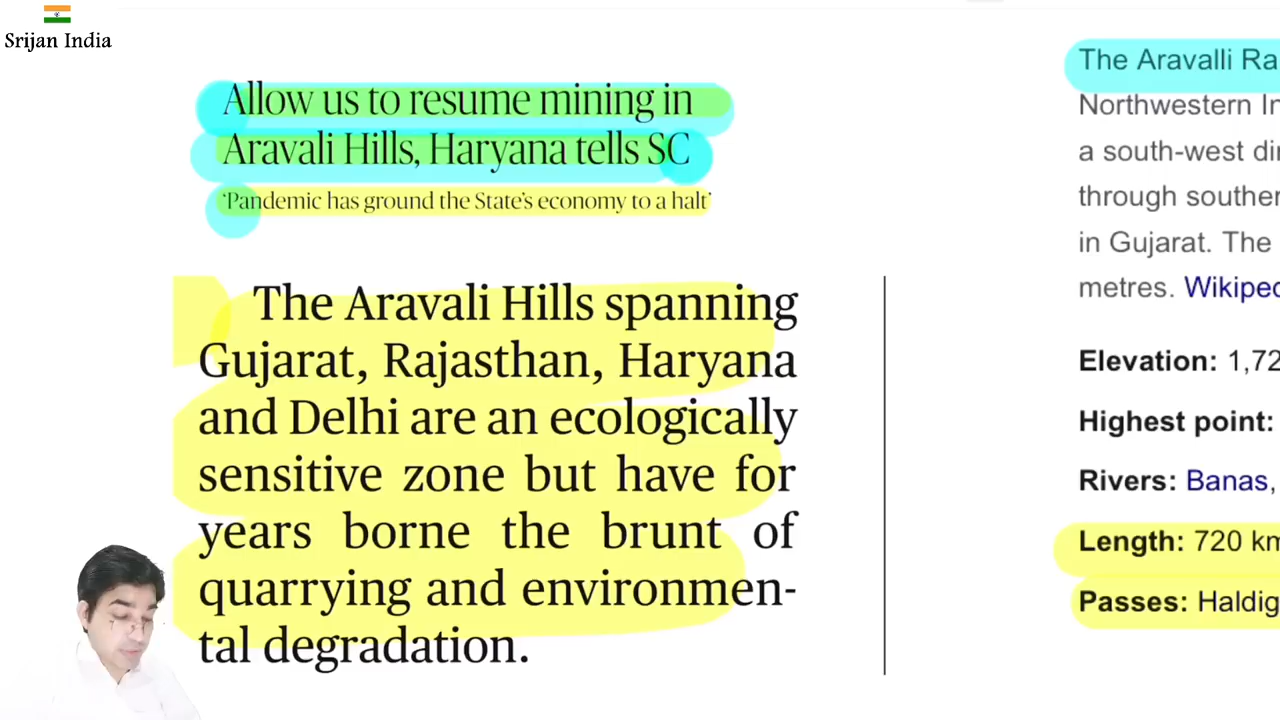 Srijan India
Allow us to resume mining in
Aravali Hills, Haryana tells SC
‘Pandemic has ground the State’s economy to a halt’
The Aravali Hills spanning
Gujarat, Rajasthan, Haryana
and Delhi are an ecologically
sensitive zone but have for
years borne the brunt of
quarrying and environmen-
tal degradation.
The Aravalli Ra
Northwestern In
a south-west dir
through souther
in Gujarat. The
metres. Wikiped
Elevation: 1,72
Highest point:
Rivers: Banas,
Length: 720 km
Passes: Haldig